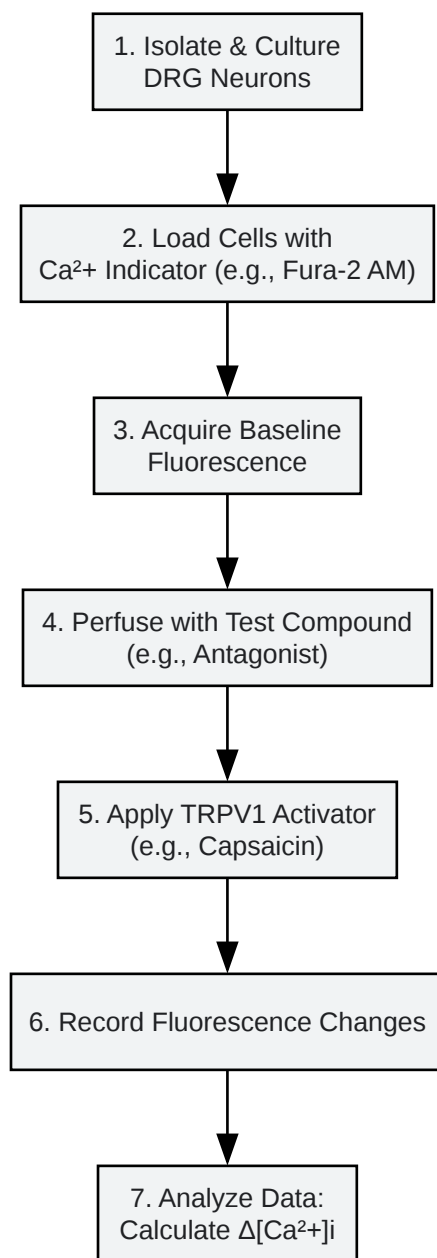 1. Isolate & Culture
DRG Neurons
2. Load Cells with
Ca²+ Indicator (e.g., Fura-2 AM)
3. Acquire Baseline
Fluorescence
4. Perfuse with Test Compound
(e.g., Antagonist)
5. Apply TRPV1 Activator
(e.g., Capsaicin)
6. Record Fluorescence Changes
7. Analyze Data:
Calculate Δ[Ca²+]i